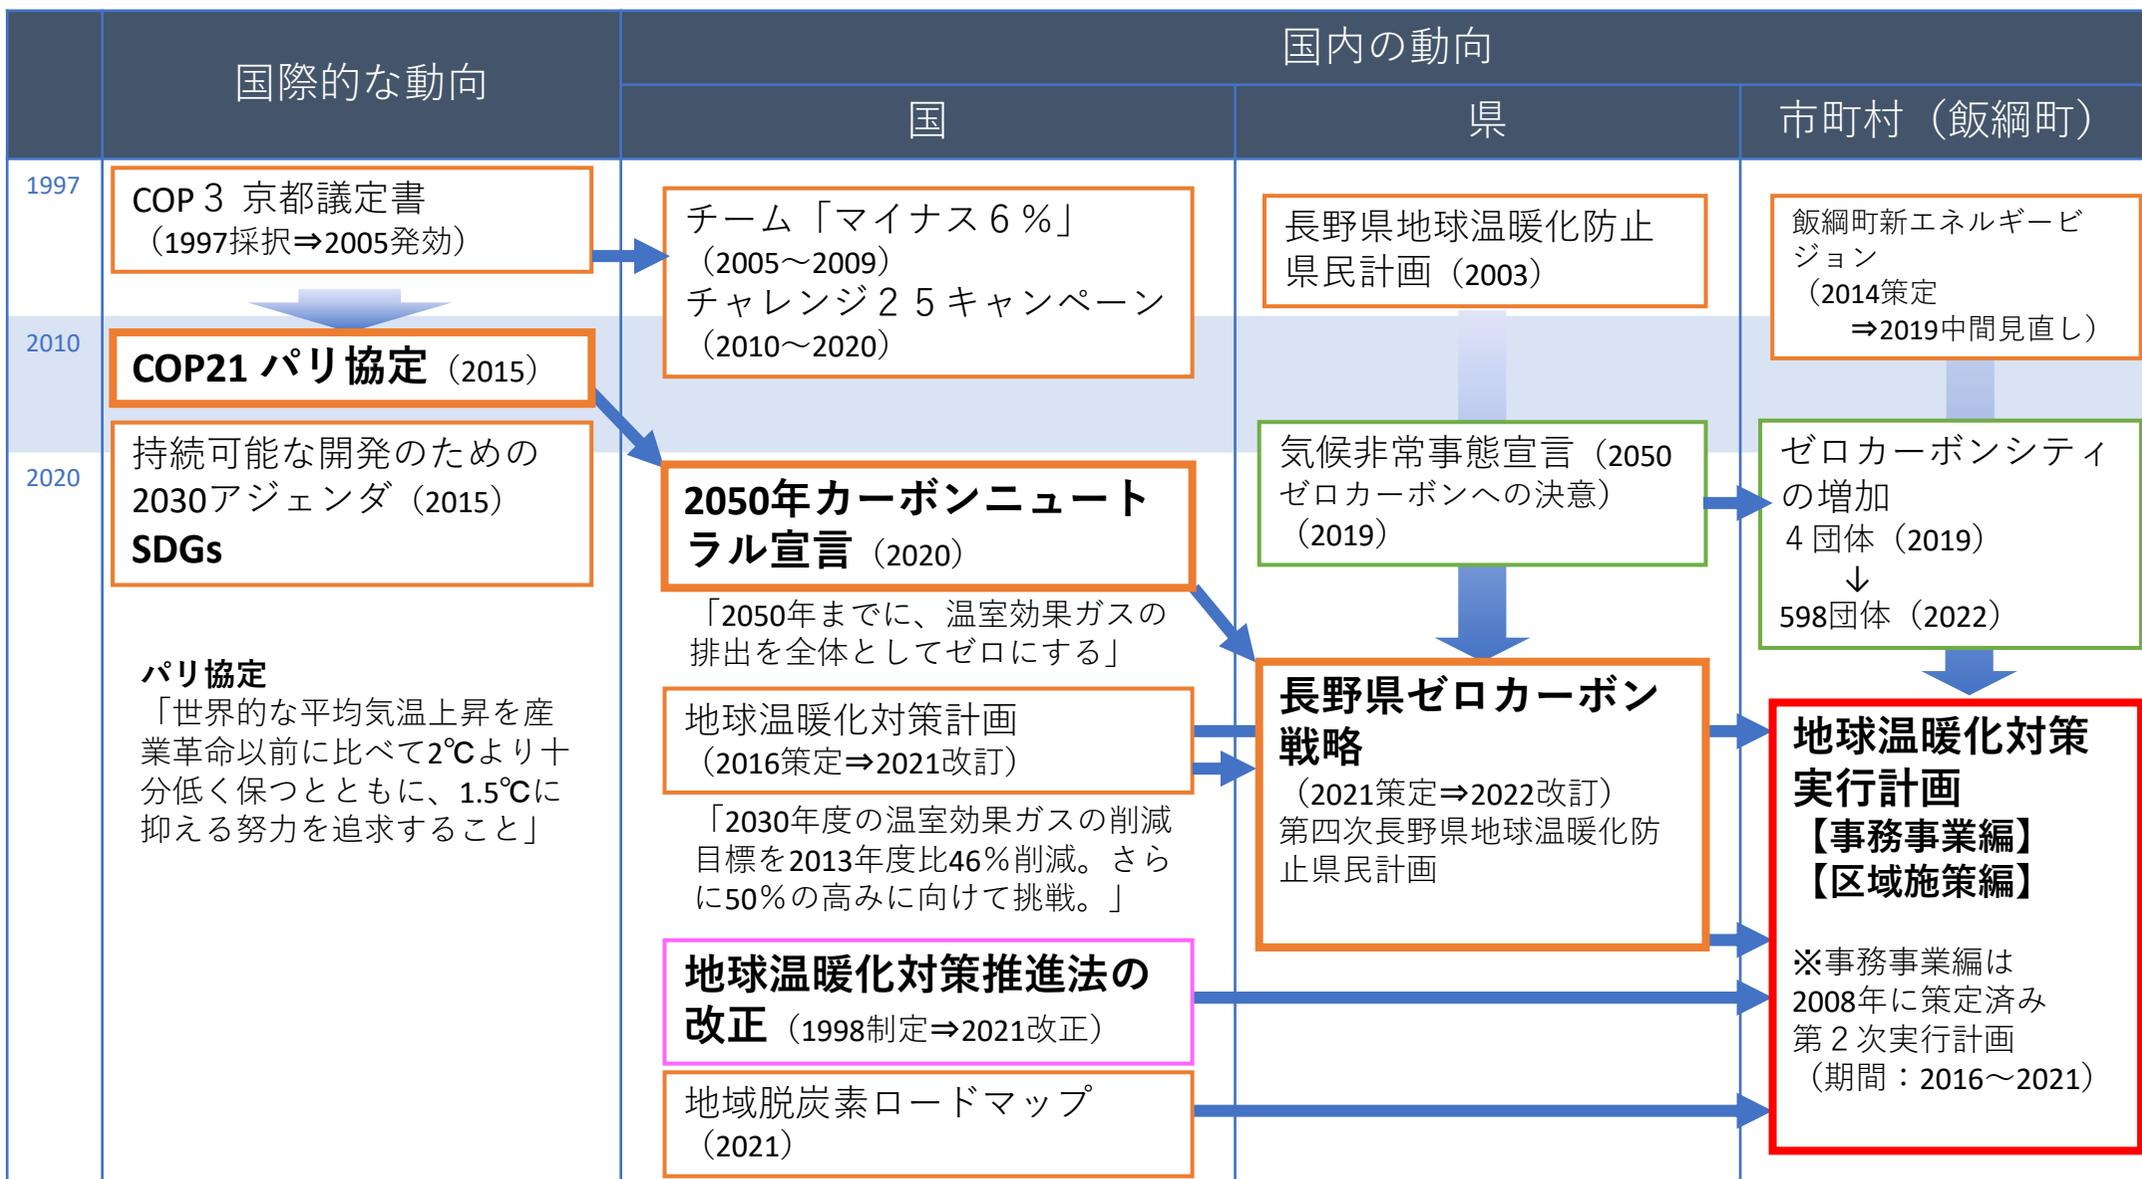 国際的な動向
国内の動向
国
県
市町村（飯綱町）
1997
2010
2020
COP３ 京都議定書
（1997採択⇒2005発効）
COP21 パリ協定（2015）
持続可能な開発のための
2030アジェンダ（2015）
SDGs
パリ協定
「世界的な平均気温上昇を産
業革命以前に比べて2℃より十
分低く保つとともに、1.5℃に
抑える努力を追求すること」
チーム「マイナス６％」
（2005～2009）
チャレンジ２５キャンペーン
（2010～2020）
2050年カーボンニュート
ラル宣言（2020）
「2050年までに、温室効果ガスの
排出を全体としてゼロにする」
地球温暖化対策計画
（2016策定⇒2021改訂）
「2030年度の温室効果ガスの削減
目標を2013年度比46％削減。さら
に50％の高みに向けて挑戦。」
地球温暖化対策推進法の
改正（1998制定⇒2021改正）
地域脱炭素ロードマップ
（2021）
長野県地球温暖化防止
県民計画（2003）
気候非常事態宣言（2050
ゼロカーボンへの決意）
（2019）
長野県ゼロカーボン
戦略
（2021策定⇒2022改訂）
第四次長野県地球温暖化防
止県民計画
飯綱町新エネルギービ
ジョン
（2014策定
⇒2019中間見直し）
ゼロカーボンシティ
の増加
４団体（2019）
↓
598団体（2022）
地球温暖化対策
実行計画
【事務事業編】
【区域施策編】
※事務事業編は
2008年に策定済み
第２次実行計画
（期間：2016～2021）